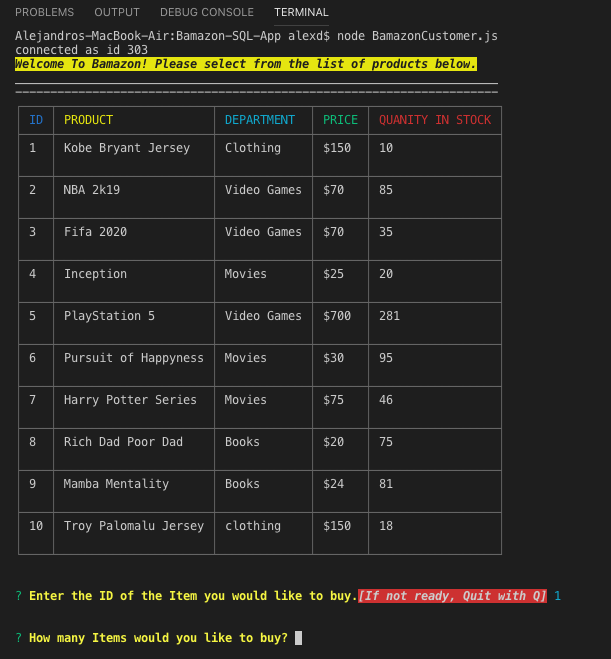 PROBLEMS OUTPUT DEBUG CONSOLE TERMINAL
Alejandros-MacBook-Air:Bamazon-SQL-App alexd$ node BamazonCustomer.js
connected as id 303
Welcome To Bamazon! Please select from the list of products below.
ID PRODUCT DEPARTMENT PRICE QUANITY IN STOCK
1 Kobe Bryant Jersey Clothing $150 10
2 NBA 2k19 Video Games $70 85
3 Fifa 2020 Video Games $70 35
4 Inception Movies $25 20
5 PlayStation 5 Video Games $700 281
6 Pursuit of Happyness Movies $30 95
7 Harry Potter Series Movies $75 46
8 Rich Dad Poor Dad Books $20 75
9 Mamba Mentality Books $24 81
10 Troy Palomalu Jersey clothing $150 18
? Enter the ID of the Item you would like to buy.[If not ready, Quit with Q] 1
? How many Items would you like to buy?